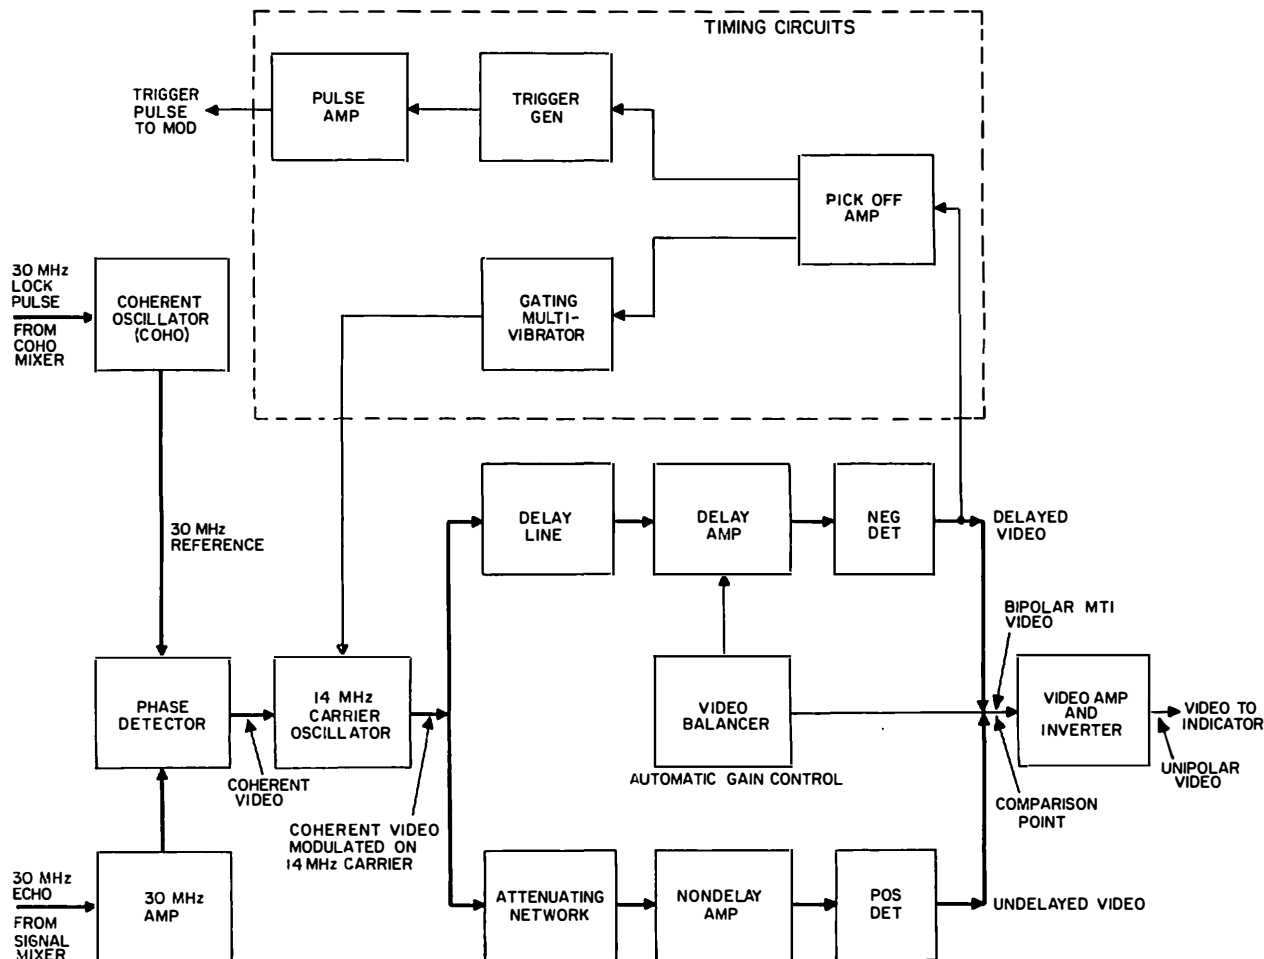 TIMING CIRCUITS
TRIGGER
PULSE
TO MOD
PULSE
AMP
TRIGGER
GEN
PICK OFF
AMP
30 MHz
LOCK
PULSE
FROM
COHO
MIXER
COHERENT
OSCILLATOR
(COHO)
GATING
MULTI-
VIBRATOR
30 MHz
REFERENCE
DELAY
LINE
DELAY
AMP
NEG
DET
DELAYED
VIDEO
BIPOLAR MTI
VIDEO
PHASE
DETECTOR
14 MHz
CARRIER
OSCILLATOR
VIDEO
BALANCER
VIDEO AMP
AND
INVERTER
VIDEO TO
INDICATOR
COHERENT
VIDEO
AUTOMATIC GAIN CONTROL
UNIPOLAR
VIDEO
COMPARISON
POINT
COHERENT VIDEO
MODULATED ON
14 MHz CARRIER
30 MHz
ECHO
FROM
SIGNAL
MIXER
30 MHz
AMP
ATTENUATING
NETWORK
NONDELAY
AMP
POS
DET
UNDELAYED VIDEO